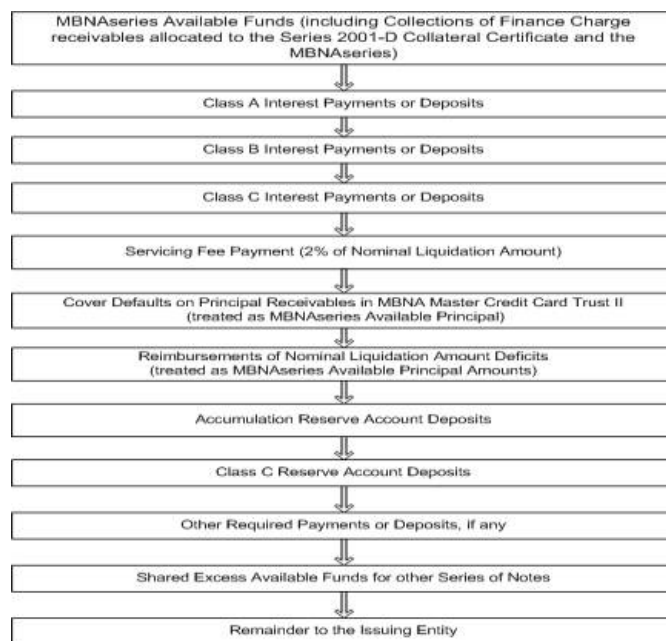 MBNAseries Available Funds (including Collections of Finance Charge
receivables allocated to the Series 2001-D Collateral Certificate and the
MBNAseries)
Class A Interest Payments or Deposits
Class B Interest Payments or Deposits
Class C Interest Payments or Deposits
Servicing Fee Payment (2% of Nominal Liquidation Amount)
Cover Defaults on Principal Receivables in MBNA Master Credit Card Trust II
(treated as MBNAseries Available Principal)
Reimbursements of Nominal Liquidation Amount Deficits
(treated as MBNAseries Available Principal Amounts)
Accumulation Reserve Account Deposits
Class C Reserve Account Deposits
Other Required Payments or Deposits, if any
Shared Excess Available Funds for other Series of Notes
Remainder to the Issuing Entity